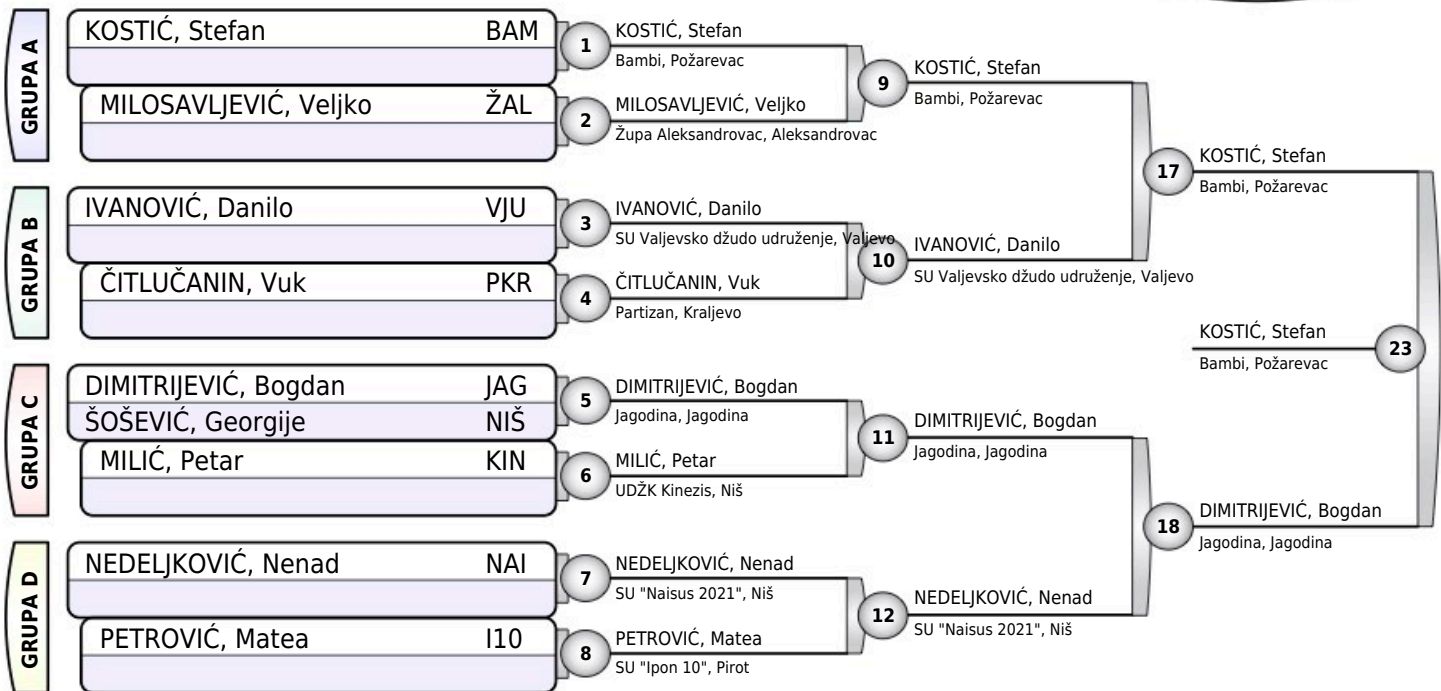 GRUPA A
KOSTIĆ, Stefan BAM
MILOSAVLJEVIĆ, Veljko ŽAL
GRUPA B
IVANOVIĆ, Danilo VJU
ČITLUČANIN, Vuk PKR
GRUPA C
DIMITRIJEVIĆ, Bogdan JAG
ŠOŠEVIĆ, Georgije NIŠ
MILIĆ, Petar KIN
GRUPA D
NEDELJKOVIĆ, Nenad NAI
PETROVIĆ, Matea I10
1
KOSTIĆ, Stefan
Bambi, Požarevac
2
MILOSAVLJEVIĆ, Veljko
Župa Aleksandrovac, Aleksandrovac
3
IVANOVIĆ, Danilo
SU Valjevsko džudo udruženje, Valjevo
4
ČITLUČANIN, Vuk
Partizan, Kraljevo
5
DIMITRIJEVIĆ, Bogdan
Jagodina, Jagodina
6
MILIĆ, Petar
UDŽK Kinezis, Niš
7
NEDELJKOVIĆ, Nenad
SU "Naisus 2021", Niš
8
PETROVIĆ, Matea
SU "Ipon 10", Pirot
9
KOSTIĆ, Stefan
Bambi, Požarevac
10
IVANOVIĆ, Danilo
SU Valjevsko džudo udruženje, Valjevo
11
DIMITRIJEVIĆ, Bogdan
Jagodina, Jagodina
12
NEDELJKOVIĆ, Nenad
SU "Naisus 2021", Niš
17
KOSTIĆ, Stefan
Bambi, Požarevac
18
DIMITRIJEVIĆ, Bogdan
Jagodina, Jagodina
KOSTIĆ, Stefan
Bambi, Požarevac
23